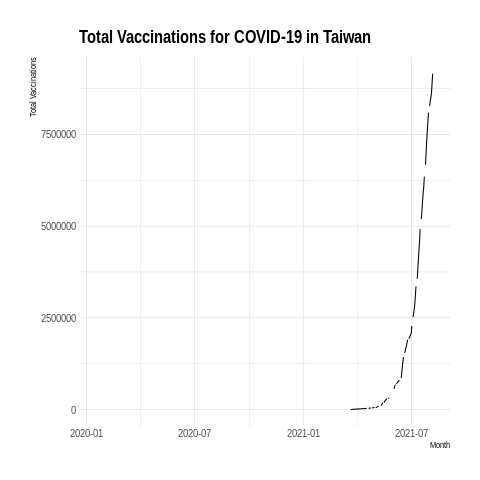 Total Vaccinations for COVID-19 in Taiwan
Total Vaccinations
7500000
5000000
2500000
0
2020-01 2020-07 2021-01 2021-07
Month